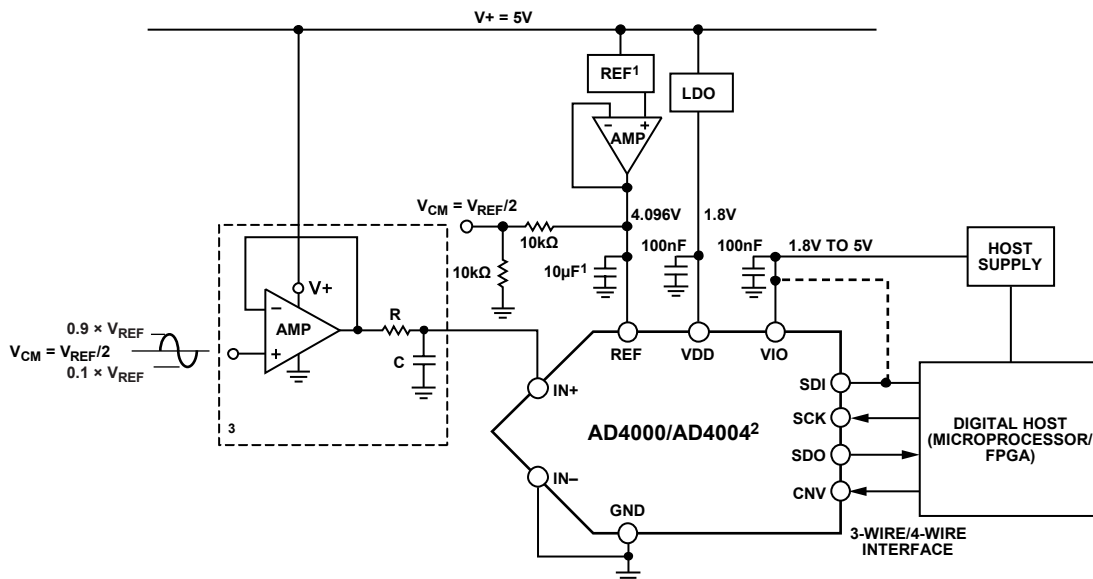 V+ = 5V
REF1
LDO
– +
AMP
VCM = VREF/2
4.096V
1.8V
10kΩ
100nF
100nF
1.8V TO 5V
HOST
SUPPLY
10kΩ
10µF1
V+
–
AMP
+
R
C
0.9 × VREF
VCM = VREF/2
0.1 × VREF
3
REF
VDD
VIO
IN+
IN–
AD4000/AD40042
GND
SDI
SCK
SDO
CNV
DIGITAL HOST
(MICROPROCESSOR/
FPGA)
3-WIRE/4-WIRE
INTERFACE